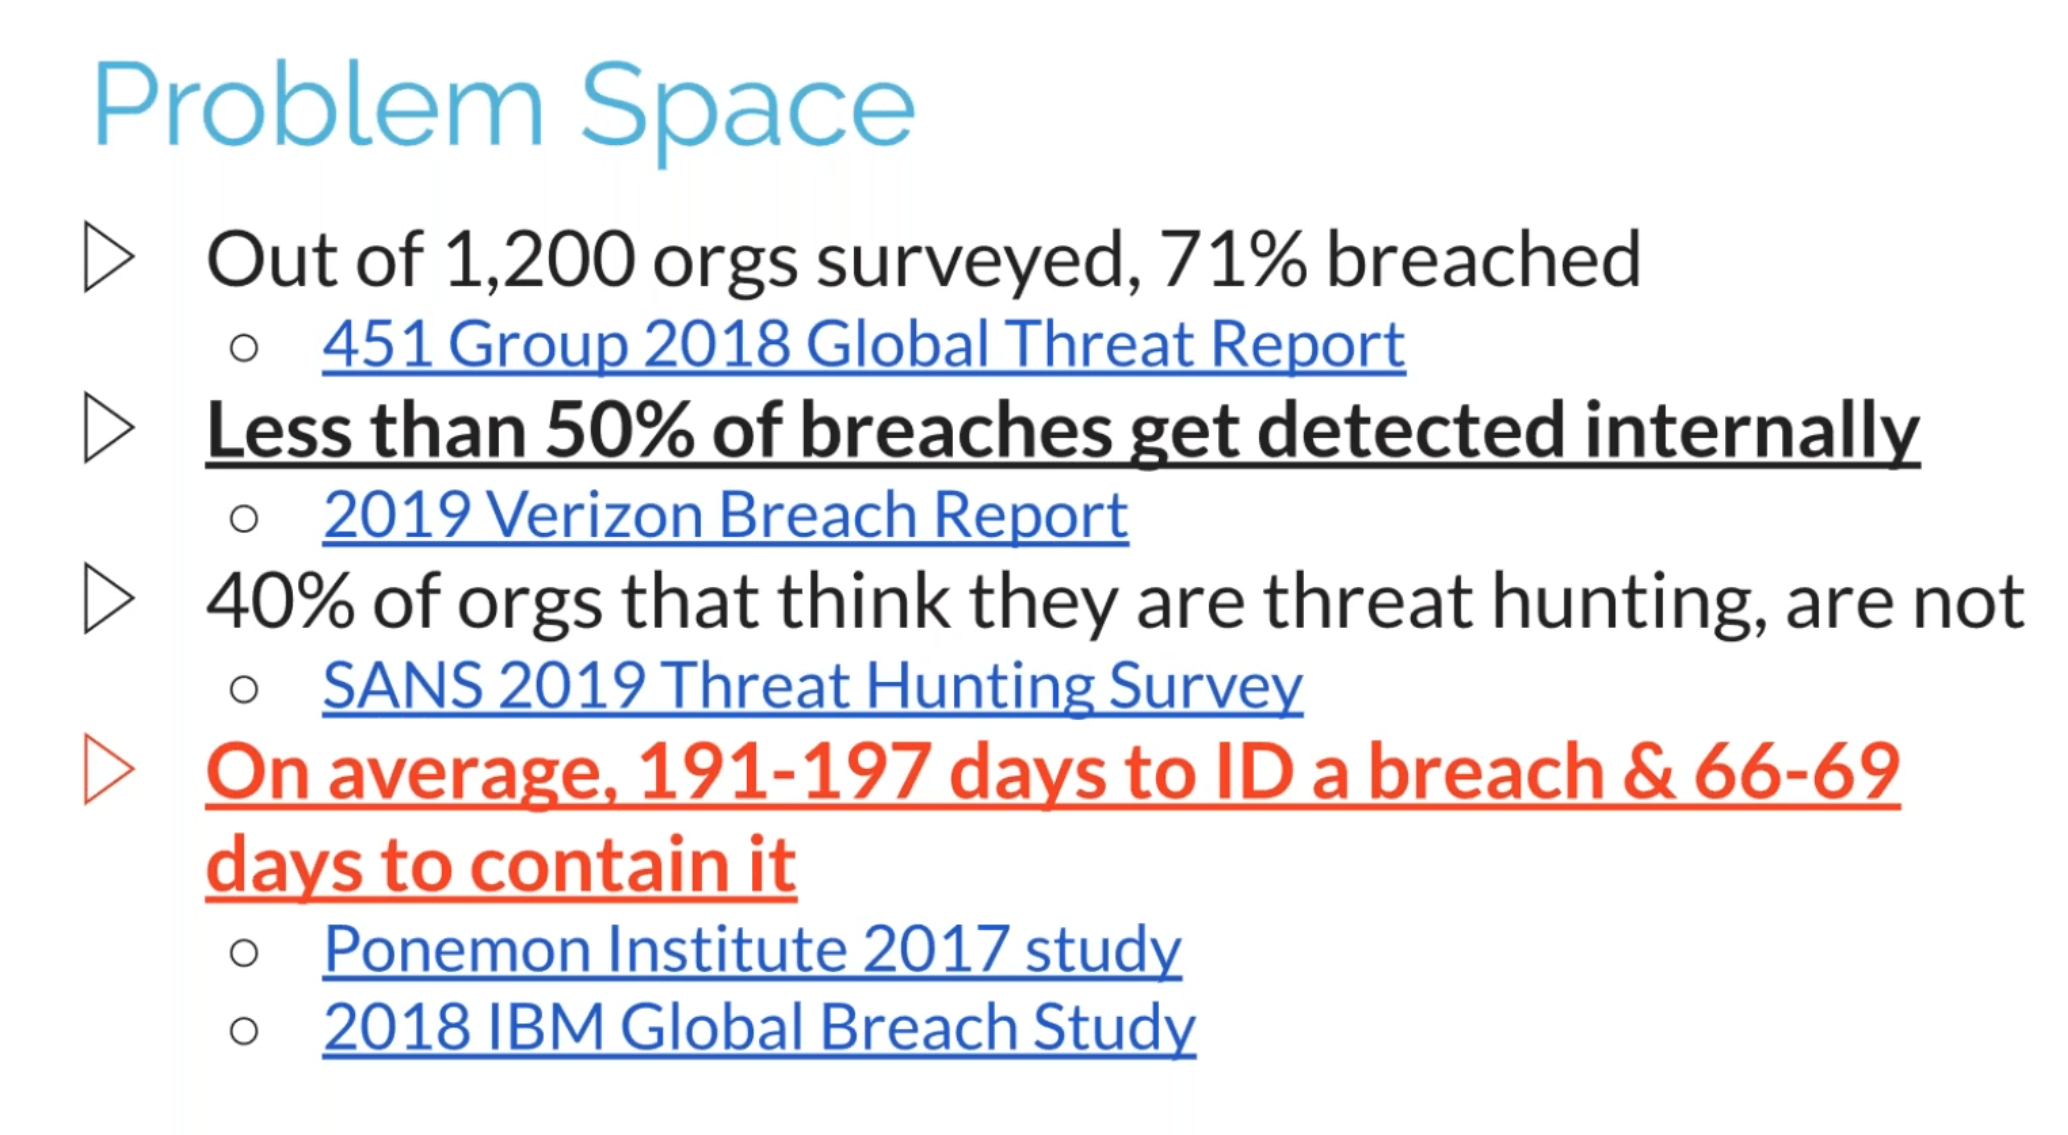 Problem Space
Out of 1,200 orgs surveyed, 71% breached
451 Group 2018 Global Threat Report
Less than 50% of breaches get detected internally
2019 Verizon Breach Report
40% of orgs that think they are threat hunting, are not
SANS 2019 Threat Hunting Survey
On average, 191-197 days to ID a breach & 66-69
days to contain it
Ponemon Institute 2017 study
2018 IBM Global Breach Study